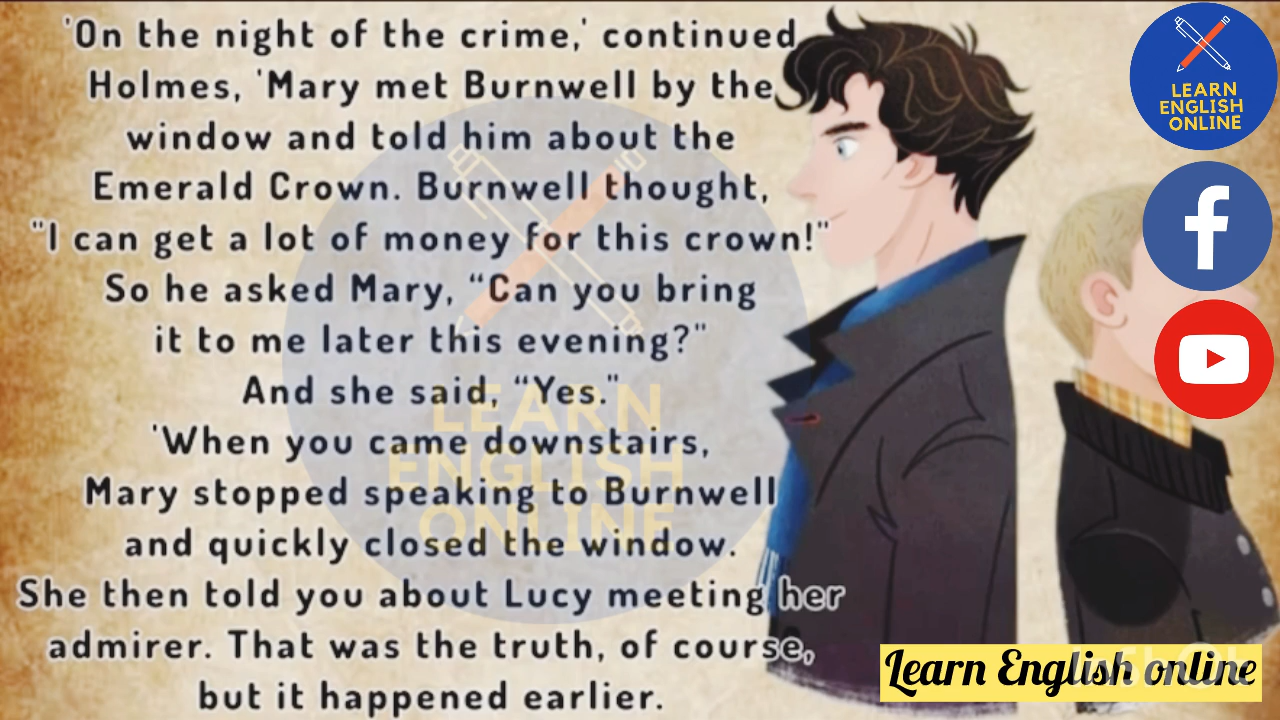 'On the night of the crime,' continued
Holmes, 'Mary met Burnwell by the
window and told him about the
Emerald Crown. Burnwell thought,
"I can get a lot of money for this crown!"
So he asked Mary, “Can you bring
it to me later this evening?"
And she said, “Yes."
'When you came downstairs,
Mary stopped speaking to Burnwell
and quickly closed the window.
She then told you about Lucy meeting her
admirer. That was the truth, of course,
but it happened earlier.
LEARN
ENGLISH
ONLINE
LEARN
ENGLISH
ONLINE
f
Learn English online